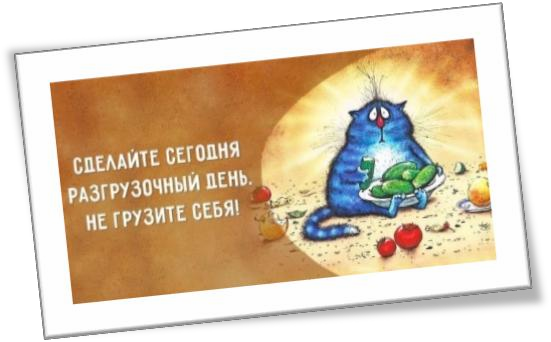 СДЕЛАЙТЕ СЕГОДНЯ
РАЗГРУЗОЧНЫЙ ДЕНЬ.
НЕ ГРУЗИТЕ СЕБЯ!